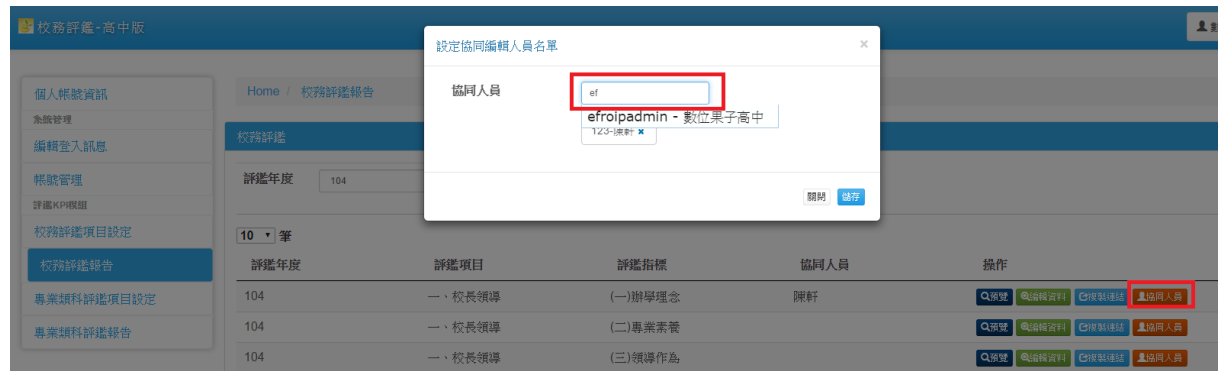 校務評鑑-高中版
設定協同編輯人員名單 ×
協同人員
ef
efroipadmin - 數位果子高中
123-陳軒 ×
關閉 儲存
個人帳號資訊
系統管理
編輯登入訊息
帳號管理
評鑑KPI模組
校務評鑑項目設定
校務評鑑報告
專業類科評鑑項目設定
專業類科評鑑報告
Home / 校務評鑑報告
校務評鑑
評鑑年度 104
10 筆
評鑑年度 評鑑項目 評鑑指標 協同人員 操作
104 一、校長領導 (一)辦學理念 陳軒 預覽 編輯資料 複製連結 協同人員
104 一、校長領導 (二)專業素養 預覽 編輯資料 複製連結 協同人員
104 一、校長領導 (三)領導作為 預覽 編輯資料 複製連結 協同人員